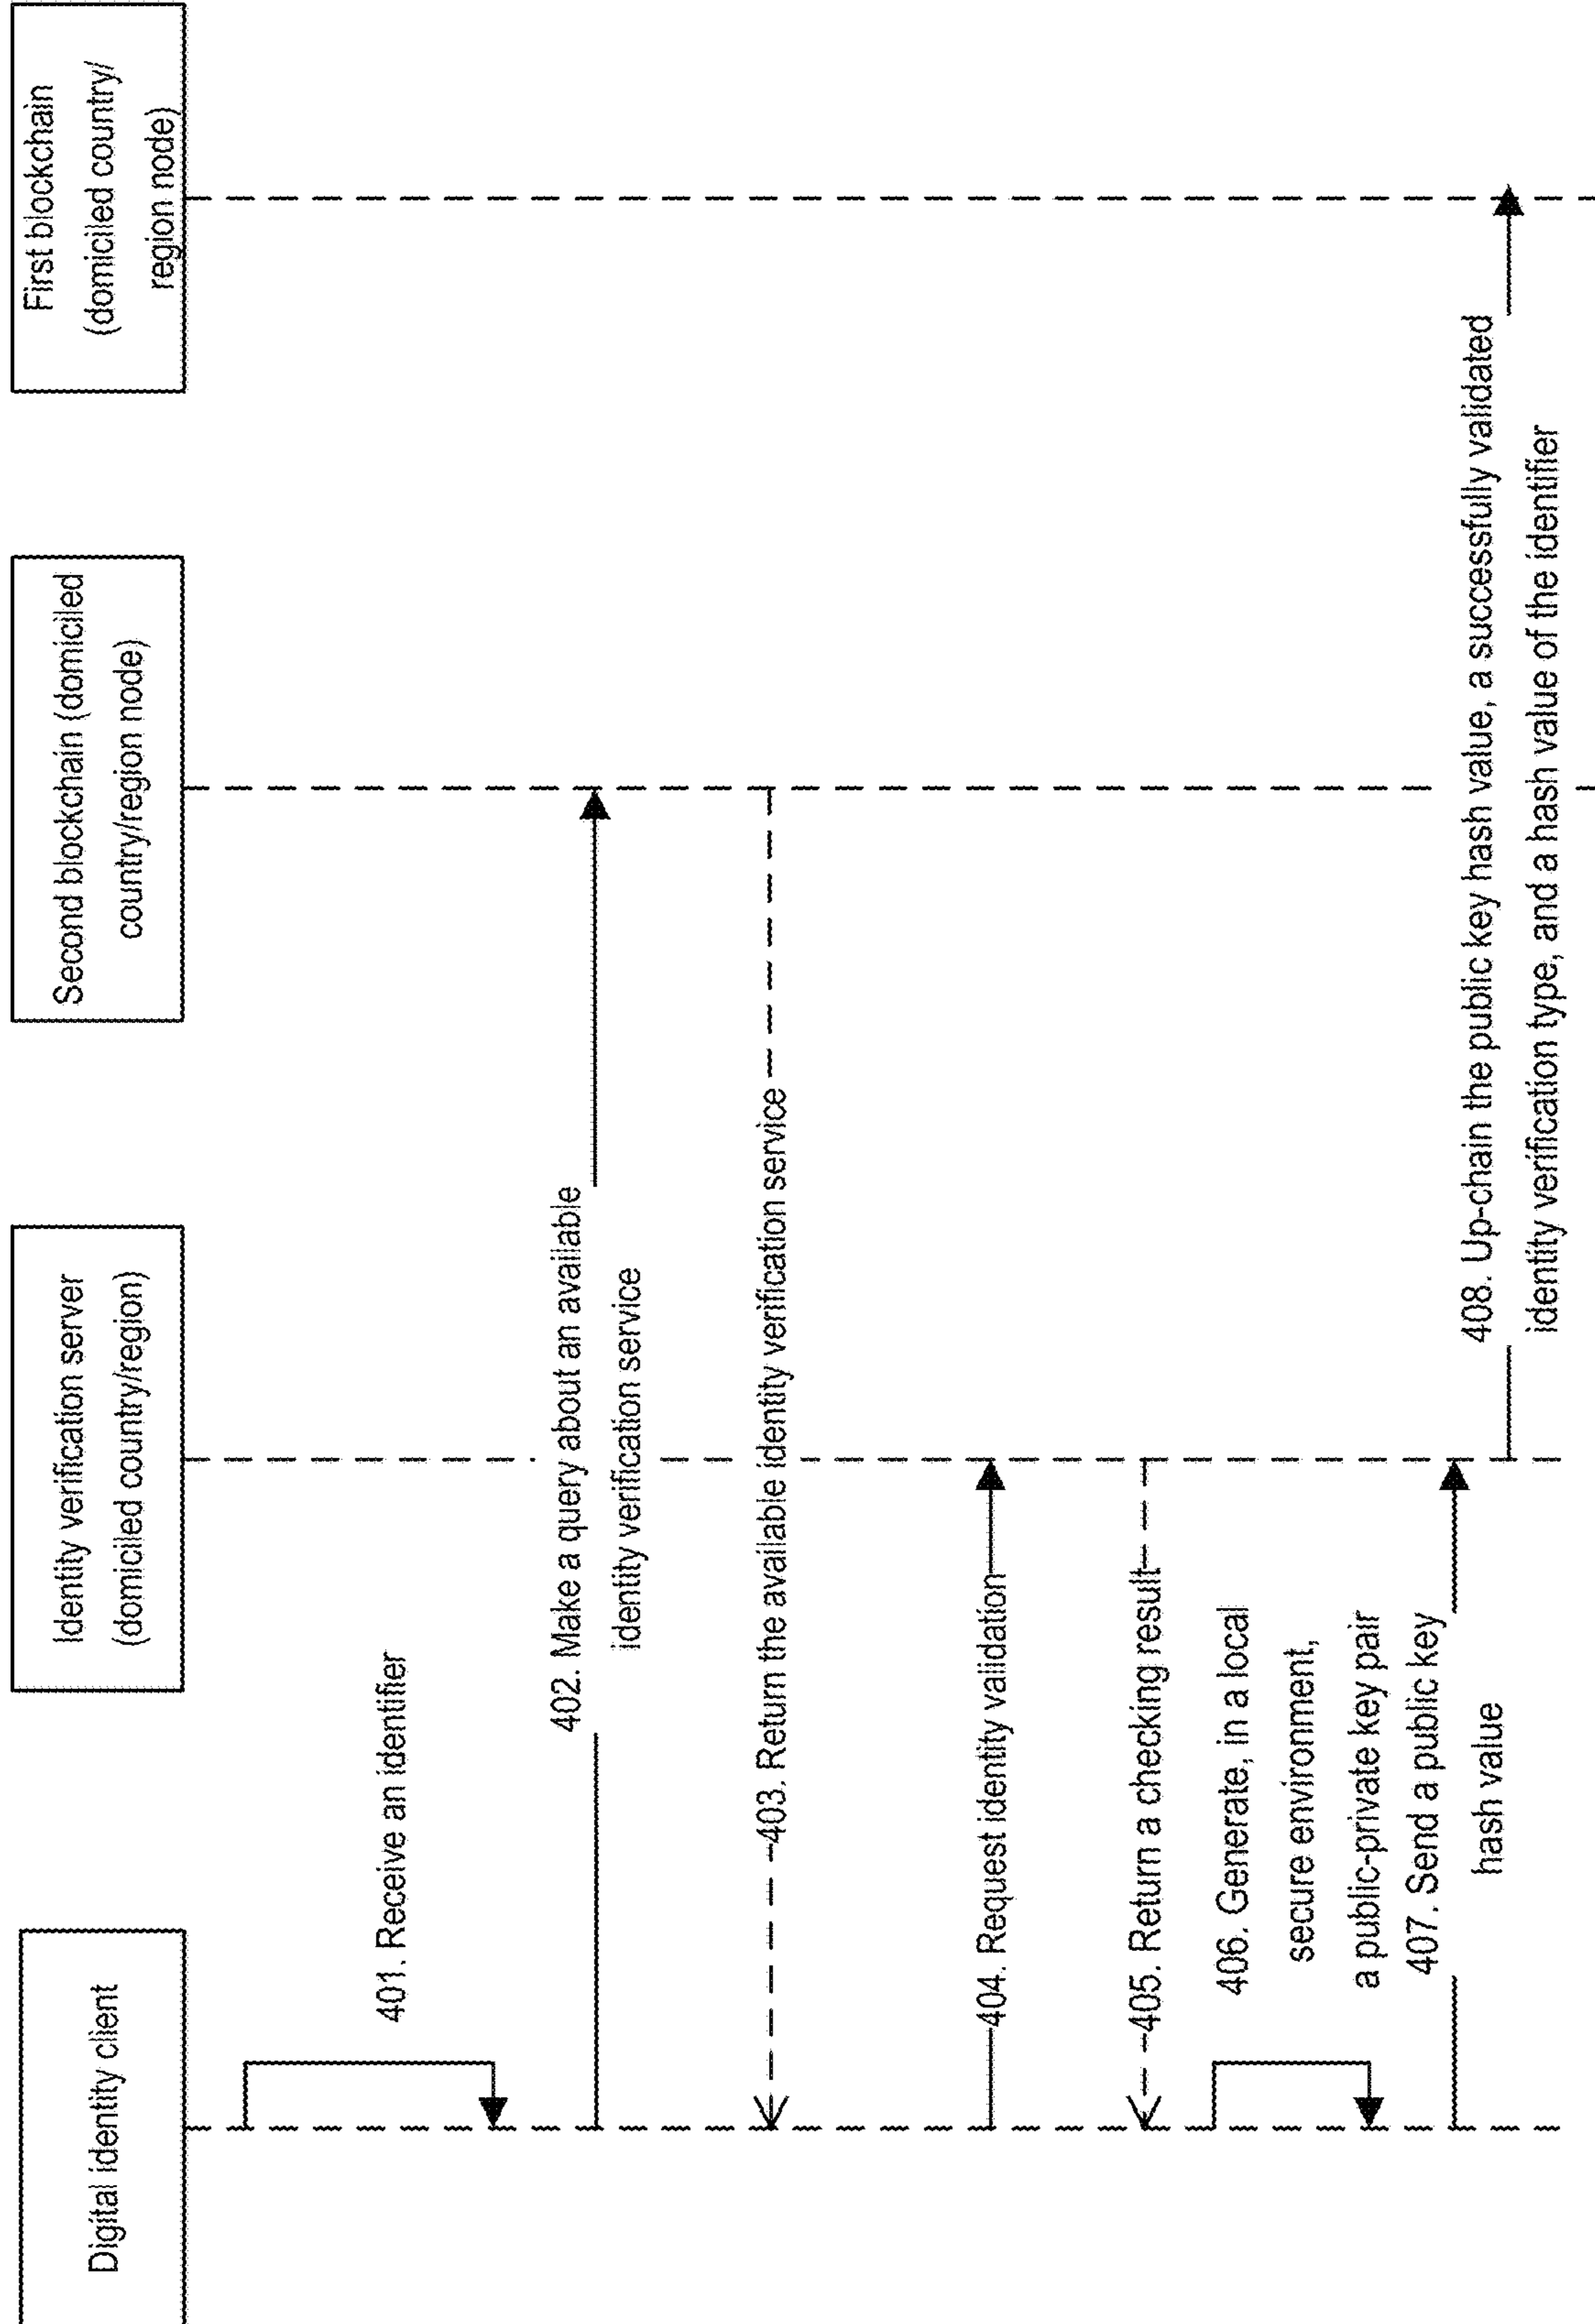 Digital identity client
Identity verification server
(domiciled country/region)
Second blockchain (domiciled
country/region node)
First blockchain
(domiciled country/
region node)
401. Receive an identifier
402. Make a query about an available
identity verification service
403. Return the available identity verification service
404. Request identity validation
405. Return a checking result
406. Generate, in a local
secure environment,
a public-private key pair
407. Send a public key
hash value
408. Up-chain the public key hash value, a successfully validated
identity verification type, and a hash value of the identifier